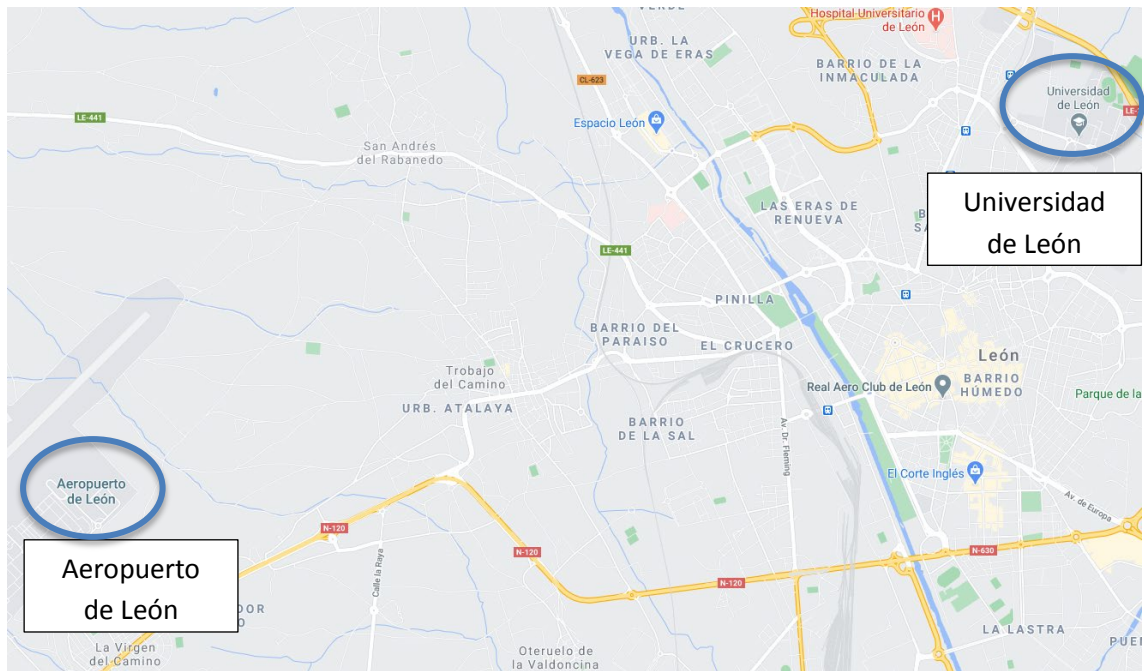 VERDE
Hospital Universitario
de León
URB. LA
VEGA DE ERAS
BARRIO DE LA
INMACULADA
CL-623
Universidad
de León
LE-441
Espacio León
San Andrés
del Rabanedo
Universidad
de León
LAS ERAS DE
RENUEVA
LE-441
PINILLA
BARRIO DEL
PARAISO
EL CRUCERO
León
Trobajo
del Camino
Real Aero Club de León
BARRIO
HÚMEDO
Parque de la
URB. ATALAYA
BARRIO
DE LA SAL
Av. Dr. Fleming
El Corte Inglés
Aeropuerto
de León
Av. de Europa
N-120
N-120
N-630
Aeropuerto
de León
Calle la Raya
N-120
LA LASTRA
La Virgen
del Camino
Oteruelo de
la Valdoncina